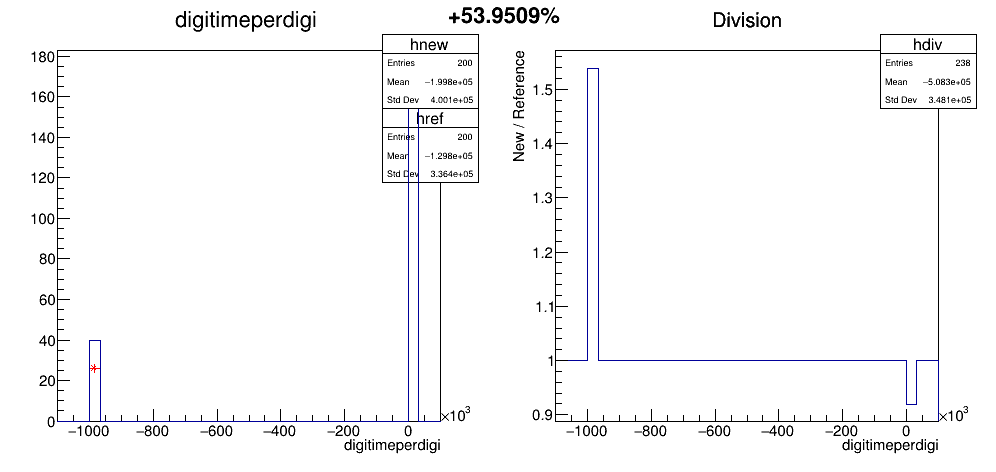 digitimeperdigi
+53.9509%
Division
hnew
Entries 200
Mean −1.998e+05
Std Dev 4.001e+05
href
Entries 200
Mean −1.298e+05
Std Dev 3.364e+05
180
160
140
120
100
80
60
40
20
0
−1000 −800 −600 −400 −200 0
×10³
digitimeperdigi
hdiv
Entries 238
Mean −5.083e+05
Std Dev 3.481e+05
New / Reference
1.5
1.4
1.3
1.2
1.1
1
0.9
−1000 −800 −600 −400 −200 0
×10³
digitimeperdigi